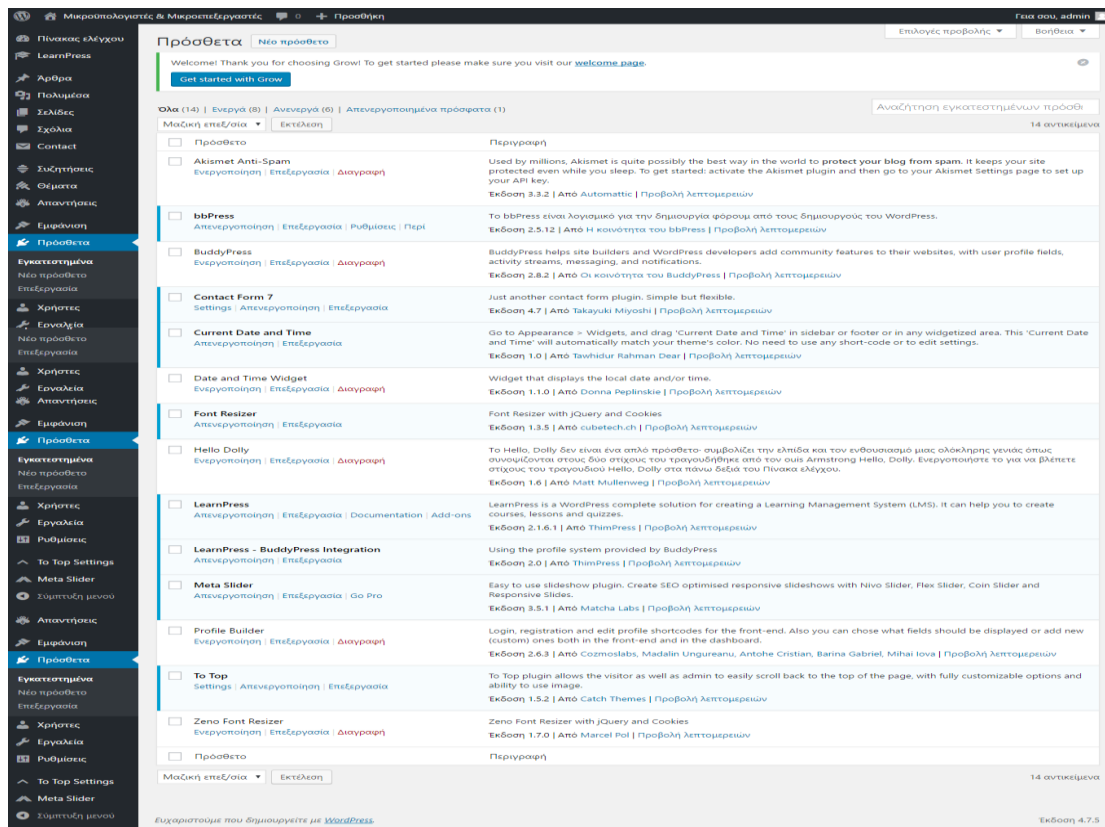 Μικροϋπολογιστές & Μικροεπεξεργαστές 0 + Προσθήκη
Γεια σου, admin
Πίνακας ελέγχου
LearnPress
Άρθρα
Πολυμέσα
Σελίδες
Σχόλια
Contact
Συζητήσεις
Θέματα
Απαντήσεις
Εμφάνιση
Πρόσθετα
Εγκατεστημένα
Νέο πρόσθετο
Επεξεργασία
Χρήστες
Εργαλεία
Νέο πρόσθετο
Επεξεργασία
Χρήστες
Εργαλεία
Απαντήσεις
Εμφάνιση
Πρόσθετα
Εγκατεστημένα
Νέο πρόσθετο
Επεξεργασία
Χρήστες
Εργαλεία
Ρυθμίσεις
To Top Settings
Meta Slider
Σύμπτυξη μενού
Απαντήσεις
Εμφάνιση
Πρόσθετα
Εγκατεστημένα
Νέο πρόσθετο
Επεξεργασία
Χρήστες
Εργαλεία
Ρυθμίσεις
To Top Settings
Meta Slider
Σύμπτυξη μενού
Επιλογές προβολής Βοήθεια
Πρόσθετα Νέο πρόσθετο
Welcome! Thank you for choosing Grow! To get started please make sure you visit our welcome page.
Get started with Grow
Όλα (14) | Ενεργά (8) | Ανενεργά (6) | Απενεργοποιημένα πρόσφατα (1)
Αναζήτηση εγκατεστημένων πρόσθ
Μαζική επεξ/σία Εκτέλεση
14 αντικείμενα
Πρόσθετο Περιγραφή
Akismet Anti-Spam
Ενεργοποίηση | Επεξεργασία | Διαγραφή
Used by millions, Akismet is quite possibly the best way in the world to protect your blog from spam. It keeps your site
protected even while you sleep. To get started: activate the Akismet plugin and then go to your Akismet Settings page to set up
your API key.
Έκδοση 3.3.2 | Από Automattic | Προβολή λεπτομερειών
bbPress
Απενεργοποίηση | Επεξεργασία | Ρυθμίσεις | Περί
Το bbPress είναι λογισμικό για την δημιουργία φόρουμ από τους δημιουργούς του WordPress.
Έκδοση 2.5.12 | Από Η κοινότητα του bbPress | Προβολή λεπτομερειών
BuddyPress
Ενεργοποίηση | Επεξεργασία | Διαγραφή
BuddyPress helps site builders and WordPress developers add community features to their websites, with user profile fields,
activity streams, messaging, and notifications.
Έκδοση 2.8.2 | Από Οι κοινότητα του BuddyPress | Προβολή λεπτομερειών
Contact Form 7
Settings | Απενεργοποίηση | Επεξεργασία
Just another contact form plugin. Simple but flexible.
Έκδοση 4.7 | Από Takayuki Miyoshi | Προβολή λεπτομερειών
Current Date and Time
Απενεργοποίηση | Επεξεργασία
Go to Appearance > Widgets, and drag 'Current Date and Time' in sidebar or footer or in any widgetized area. This 'Current Date
and Time' will automatically match your theme's color. No need to use any short-code or to edit settings.
Έκδοση 1.0 | Από Tawhidur Rahman Dear | Προβολή λεπτομερειών
Date and Time Widget
Ενεργοποίηση | Επεξεργασία | Διαγραφή
Widget that displays the local date and/or time.
Έκδοση 1.1.0 | Από Donna Peplinskie | Προβολή λεπτομερειών
Font Resizer
Απενεργοποίηση | Επεξεργασία
Font Resizer with jQuery and Cookies
Έκδοση 1.3.5 | Από cubetech.ch | Προβολή λεπτομερειών
Hello Dolly
Ενεργοποίηση | Επεξεργασία | Διαγραφή
Το Hello, Dolly δεν είναι ένα απλό πρόσθετο· συμβολίζει την ελπίδα και τον ενθουσιασμό μιας ολόκληρης γενιάς όπως
συνοψίζονται στους δύο στίχους του τραγουδήθηκε από τον ouis Armstrong Hello, Dolly. Ενεργοποιήστε το για να βλέπετε
στίχους του τραγουδιού Hello, Dolly στα πάνω δεξιά του Πίνακα ελέγχου.
Έκδοση 1.6 | Από Matt Mullenweg | Προβολή λεπτομερειών
LearnPress
Απενεργοποίηση | Επεξεργασία | Documentation | Add-ons
LearnPress is a WordPress complete solution for creating a Learning Management System (LMS). It can help you to create
courses, lessons and quizzes.
Έκδοση 2.1.6.1 | Από ThimPress | Προβολή λεπτομερειών
LearnPress - BuddyPress Integration
Απενεργοποίηση | Επεξεργασία
Using the profile system provided by BuddyPress
Έκδοση 2.0 | Από ThimPress | Προβολή λεπτομερειών
Meta Slider
Απενεργοποίηση | Επεξεργασία | Go Pro
Easy to use slideshow plugin. Create SEO optimised responsive slideshows with Nivo Slider, Flex Slider, Coin Slider and
Responsive Slides.
Έκδοση 3.5.1 | Από Matcha Labs | Προβολή λεπτομερειών
Profile Builder
Ενεργοποίηση | Επεξεργασία | Διαγραφή
Login, registration and edit profile shortcodes for the front-end. Also you can chose what fields should be displayed or add new
(custom) ones both in the front-end and in the dashboard.
Έκδοση 2.6.3 | Από Cozmoslabs, Madalin Ungureanu, Antohe Cristian, Barina Gabriel, Mihai Iova | Προβολή λεπτομερειών
To Top
Settings | Απενεργοποίηση | Επεξεργασία
To Top plugin allows the visitor as well as admin to easily scroll back to the top of the page, with fully customizable options and
ability to use image.
Έκδοση 1.5.2 | Από Catch Themes | Προβολή λεπτομερειών
Zeno Font Resizer
Ενεργοποίηση | Επεξεργασία | Διαγραφή
Zeno Font Resizer with jQuery and Cookies
Έκδοση 1.7.0 | Από Marcel Pol | Προβολή λεπτομερειών
Πρόσθετο Περιγραφή
Μαζική επεξ/σία Εκτέλεση
14 αντικείμενα
Ευχαριστούμε που δημιουργείτε με WordPress.
Έκδοση 4.7.5